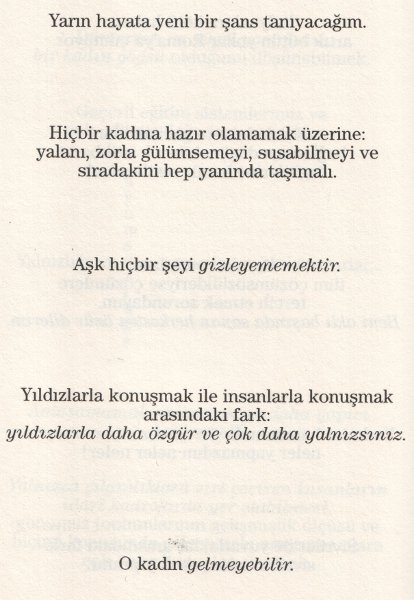 Yarın hayata yeni bir şans tanıyacağım.
Hiçbir kadına hazır olamamak üzerine:
yalanı, zorla gülümsemeyi, susabilmeyi ve
sıradakini hep yanında taşımalı.
Aşk hiçbir şeyi gizleyememektir.
Yıldızlarla konuşmak ile insanlarla konuşmak
arasındaki fark:
yıldızlarla daha özgür ve çok daha yalnızsınız.
O kadın gelmeyebilir.